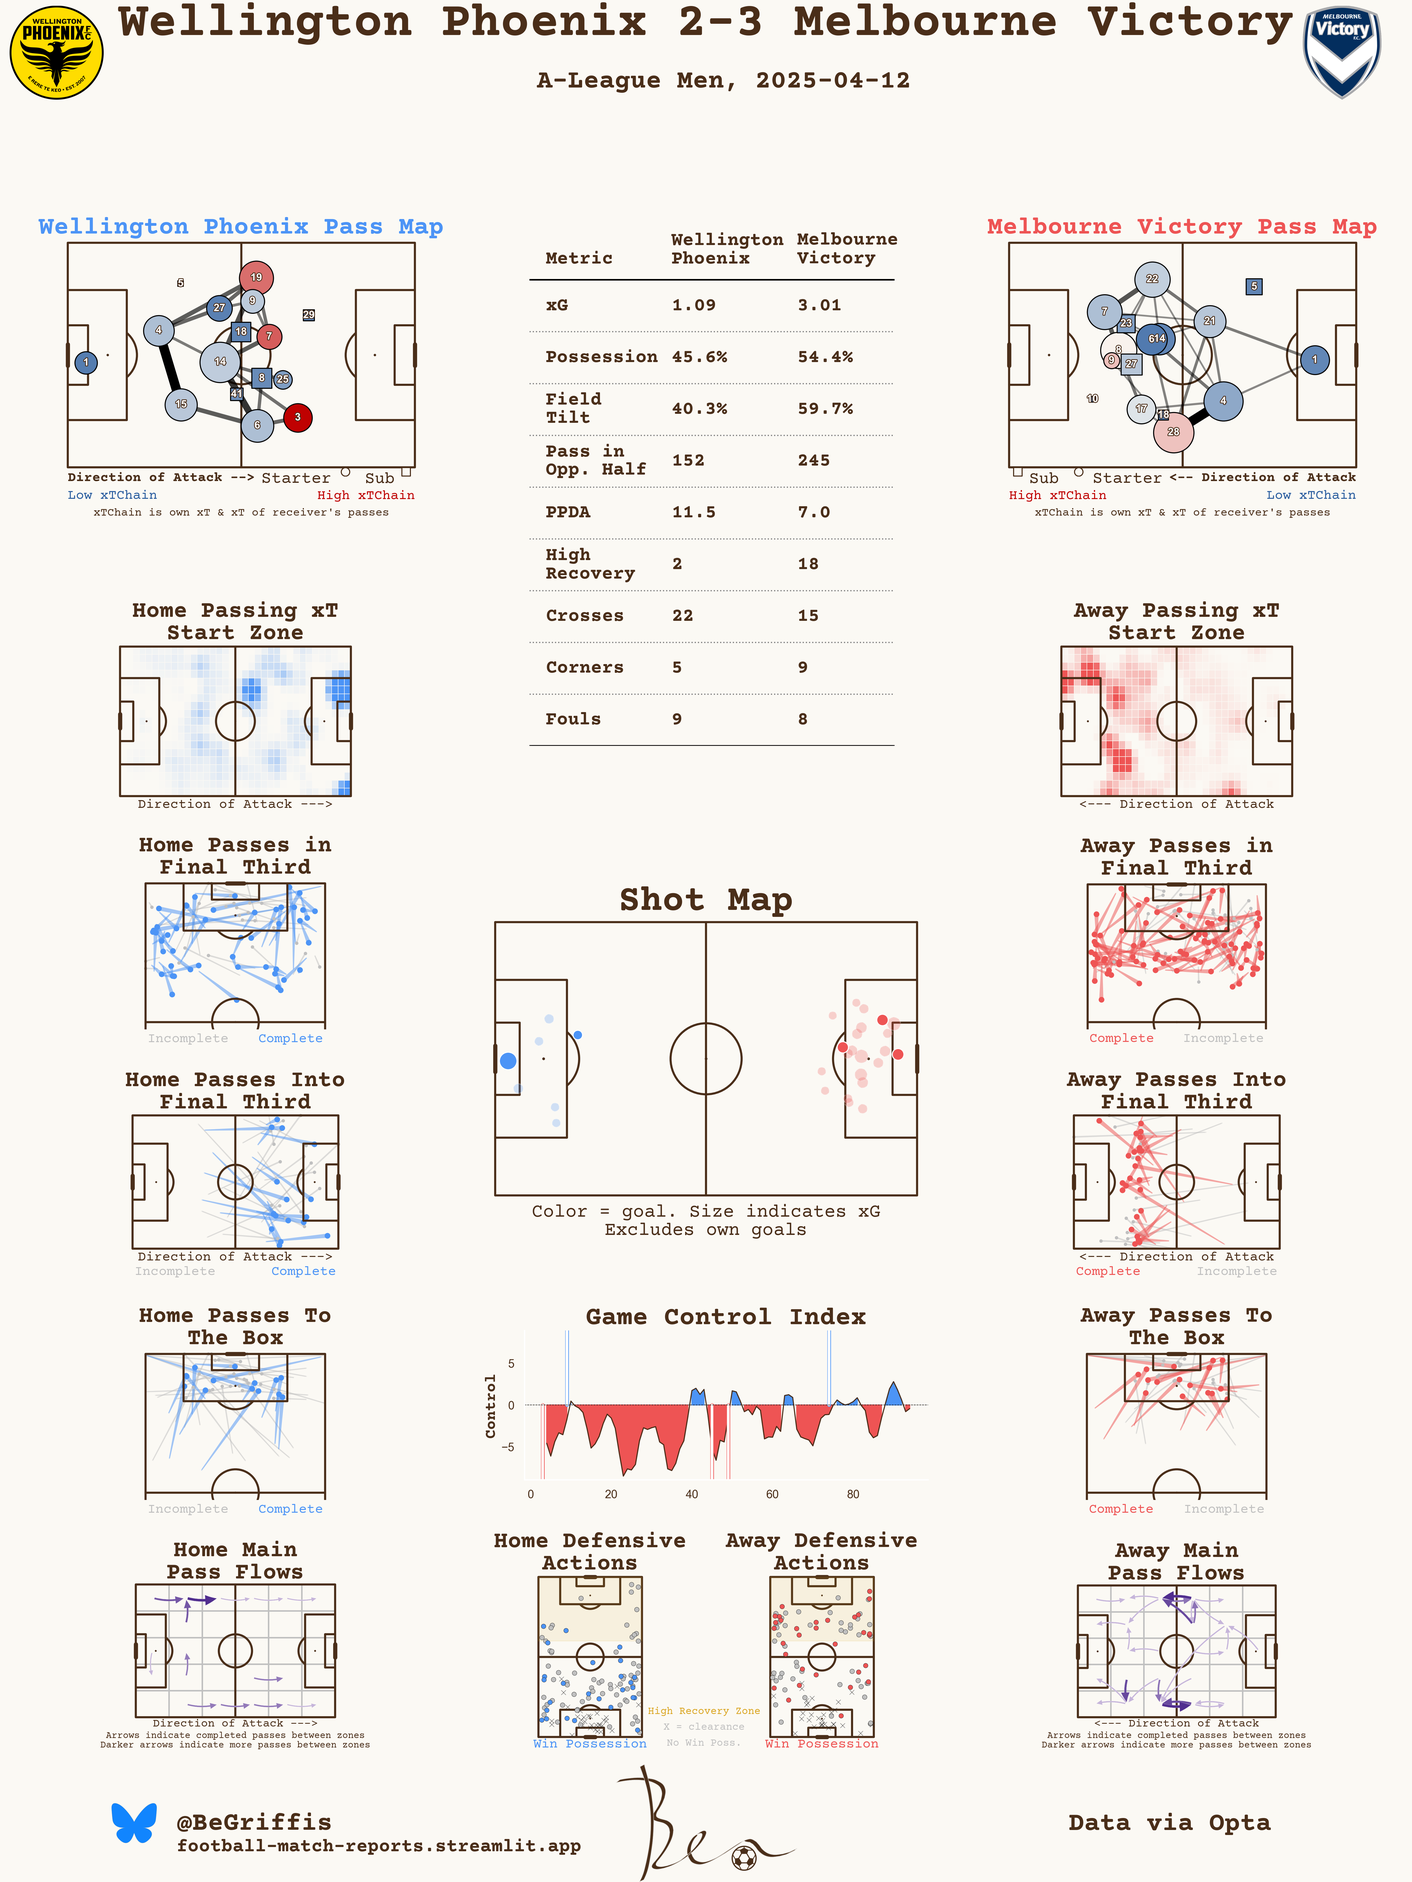 Wellington Phoenix 2-3 Melbourne Victory
A-League Men, 2025-04-12
WELLINGTON
PHOENIX FC
E RERE TE KEO • EST. 2007
MELBOURNE
Victory
F.C.
Wellington Phoenix Pass Map
5
19
9
27
29
4
18
7
1
14
8
25
41
15
6
3
Direction of Attack --> Starter Sub
Low xTChain High xTChain
xTChain is own xT & xT of receiver's passes
Metric Wellington Phoenix Melbourne Victory
xG 1.09 3.01
Possession 45.6% 54.4%
Field Tilt 40.3% 59.7%
Pass in Opp. Half 152 245
PPDA 11.5 7.0
High Recovery 2 18
Crosses 22 15
Corners 5 9
Fouls 9 8
Melbourne Victory Pass Map
22
5
7
23
21
6
14
8
9
27
1
10
17
18
4
28
Sub Starter <-- Direction of Attack
High xTChain Low xTChain
xTChain is own xT & xT of receiver's passes
Home Passing xT
Start Zone
Direction of Attack --->
Away Passing xT
Start Zone
<--- Direction of Attack
Home Passes in
Final Third
Incomplete Complete
Away Passes in
Final Third
Complete Incomplete
Shot Map
Color = goal. Size indicates xG
Excludes own goals
Home Passes Into
Final Third
Direction of Attack --->
Incomplete Complete
Away Passes Into
Final Third
<--- Direction of Attack
Complete Incomplete
Home Passes To
The Box
Incomplete Complete
Game Control Index
Control
5
0
−5
0 20 40 60 80
Away Passes To
The Box
Complete Incomplete
Home Main
Pass Flows
Direction of Attack --->
Arrows indicate completed passes between zones
Darker arrows indicate more passes between zones
Home Defensive
Actions
Win Possession
Away Defensive
Actions
Win Possession
High Recovery Zone
X = clearance
No Win Poss.
Away Main
Pass Flows
<--- Direction of Attack
Arrows indicate completed passes between zones
Darker arrows indicate more passes between zones
@BeGriffis
football-match-reports.streamlit.app
Ben
Data via Opta